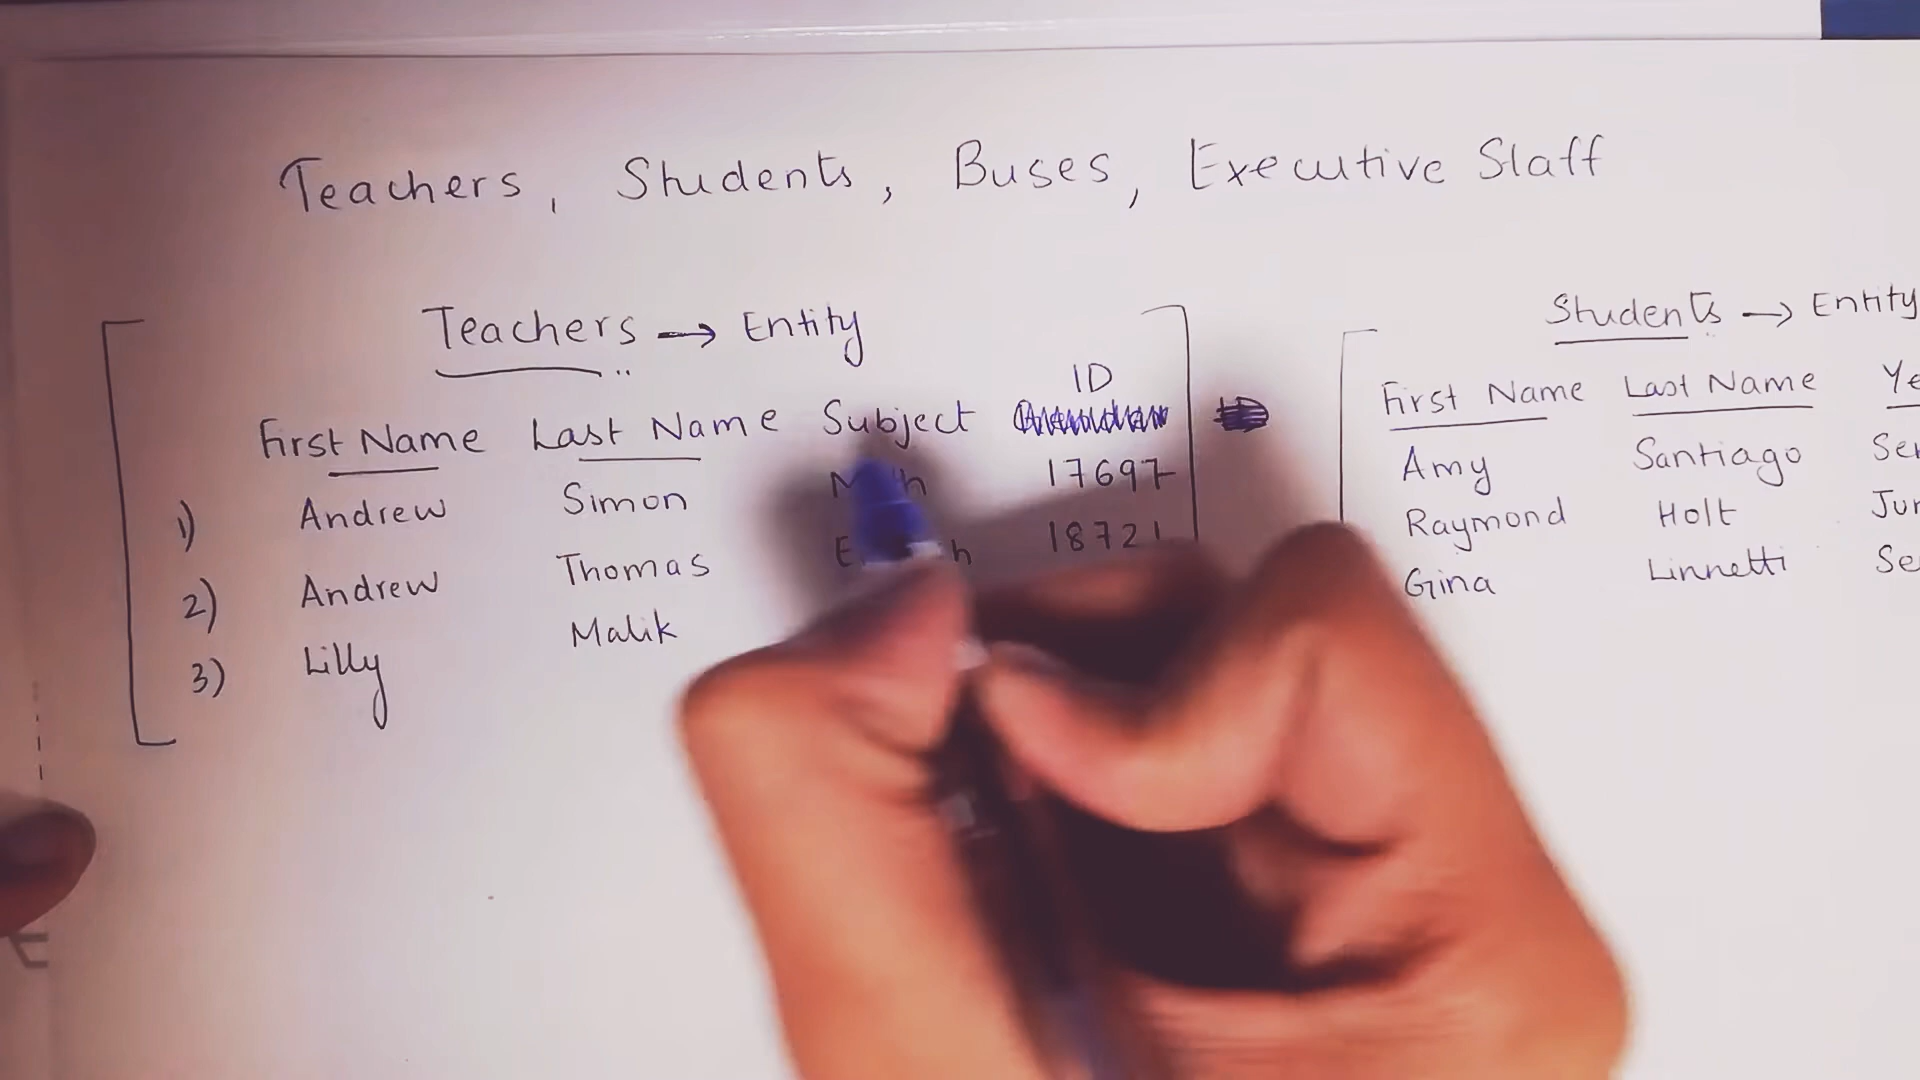 Teachers, Students, Buses, Executive Staff
Teachers → Entity
First Name Last Name Subject ID
1) Andrew Simon 17697
2) Andrew Thomas 18721
3) Lilly Malik
Students → Entity
First Name Last Name
Amy Santiago
Raymond Holt
Gina Linnetti